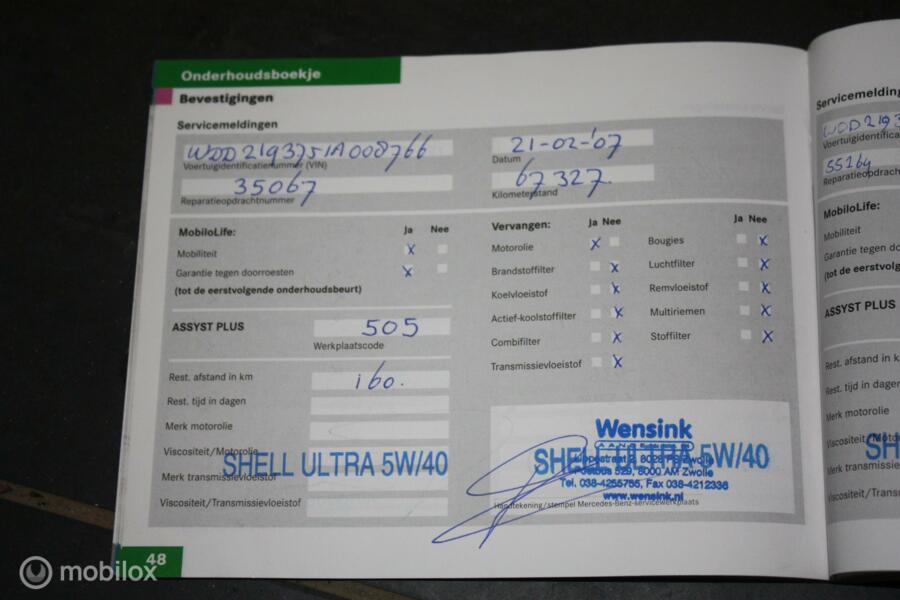 Onderhoudsboekje
Bevestigingen
Servicemeldingen
WDD2193751A008766
Voertuigidentificatienummer (VIN)
21-02-'07
Datum
35067
Reparatieopdrachtnummer
67327
Kilometerstand
MobiloLife: Ja Nee
Mobiliteit X
Garantie tegen doorroesten X
(tot de eerstvolgende onderhoudsbeurt)
Vervangen: Ja Nee
Motorolie X
Brandstoffilter X
Koelvloeistof X
Actief-koolstoffilter X
Combifilter X
Transmissievloeistof X
Ja Nee
Bougies X
Luchtfilter X
Remvloeistof X
Multiriemen X
Stoffilter X
ASSYST PLUS 505
Werkplaatscode
Rest. afstand in km 160.
Rest. tijd in dagen
Merk motorolie
Viscositeit/Motorolie
SHELL ULTRA 5W/40
Merk transmissievloeistof
Viscositeit/Transmissievloeistof
Wensink
SHELL ULTRA 5W/40
Postbus 529, 8000 AM Zwolle
Tel. 038-4255755, Fax 038-4212336
www.wensink.nl
Handtekening/stempel Mercedes-Benz-servicewerkplaats
48
Servicemelding
WDD2193
Voertuigidentifica
55164
Reparatieopdrach
MobiloLife:
Mobiliteit
Garantie tegen do
(tot de eerstvolg
ASSYST PLUS
Rest. afstand in
Rest. tijd in dage
Merk motorolie
Viscositeit/Moto
SH
Merk transmissi
Viscositeit/Trans
mobilox